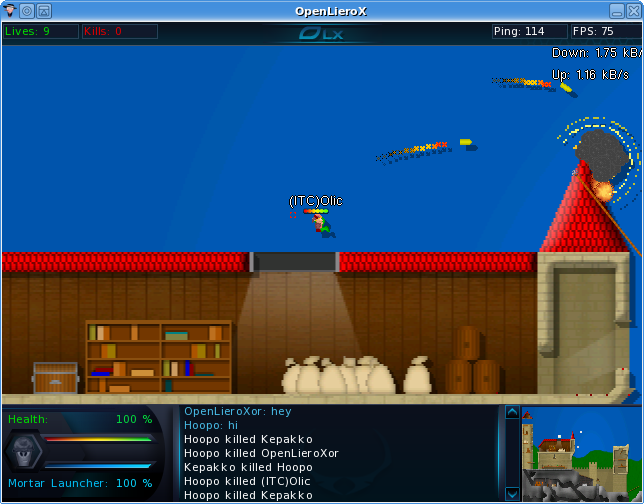 OpenLieroX
Lives: 9
Kills: 0
OLX
Ping: 114
FPS: 75
Down: 1.75 kB/
Up: 1.16 kB/s
(ITC)Olic
Health: 100 %
Mortar Launcher: 100 %
OpenLieroXor: hey
Hoopo: hi
Hoopo killed Kepakko
Hoopo killed OpenLieroXor
Kepakko killed Hoopo
Hoopo killed (ITC)Olic
Hoopo killed Kepakko